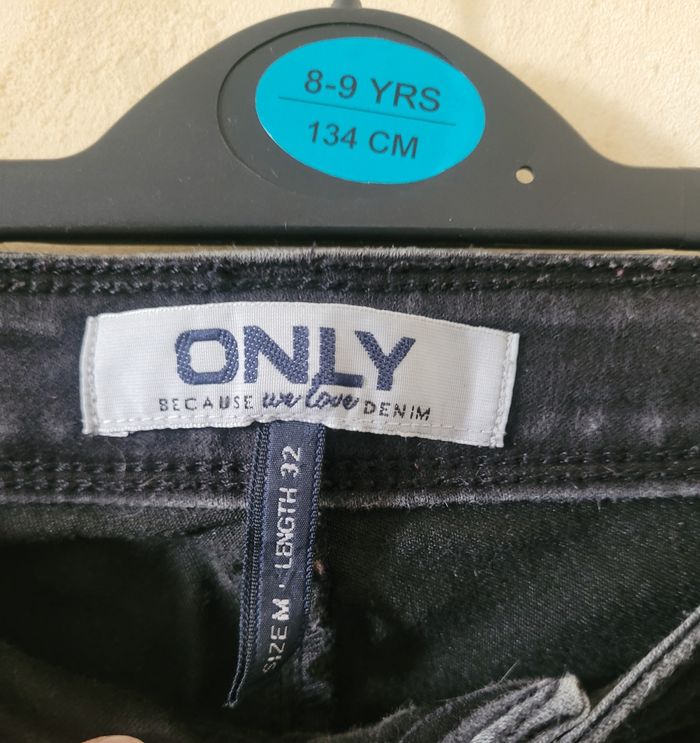 8-9 YRS
134 CM
ONLY
BECAUSE we love DENIM
SIZE M · LENGTH 32